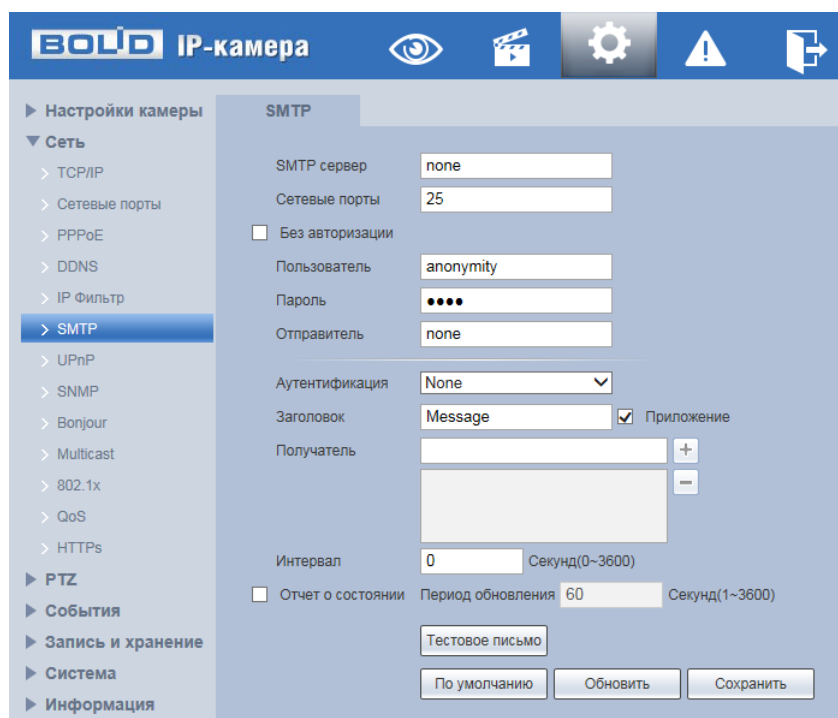 BOLID IP-камера
Настройки камеры
Сеть
TCP/IP
Сетевые порты
PPPoE
DDNS
IP Фильтр
SMTP
UPnP
SNMP
Bonjour
Multicast
802.1x
QoS
HTTPs
PTZ
События
Запись и хранение
Система
Информация
SMTP
SMTP сервер none
Сетевые порты 25
Без авторизации
Пользователь anonymity
Пароль ●●●●
Отправитель none
Аутентификация None
Заголовок Message Приложение
Получатель
Интервал 0 Секунд(0~3600)
Отчет о состоянии Период обновления 60 Секунд(1~3600)
Тестовое письмо
По умолчанию Обновить Сохранить